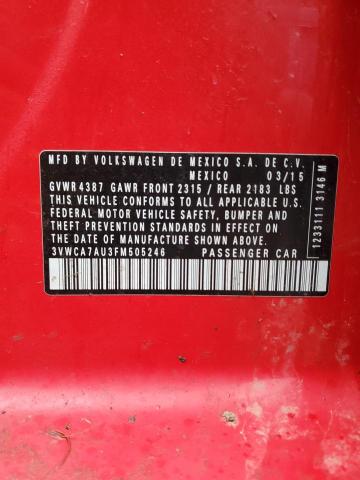 MFD BY VOLKSWAGEN DE MEXICO S.A. DE C.V.
MEXICO 03/15
GVWR 4387 GAWR FRONT 2315 / REAR 2183 LBS
THIS VEHICLE CONFORMS TO ALL APPLICABLE U.S.
FEDERAL MOTOR VEHICLE SAFETY, BUMPER AND
THEFT PREVENTION STANDARDS IN EFFECT ON THE
DATE OF MANUFACTURE SHOWN ABOVE
3VWCA7AU3FM505246 PASSENGER CAR
1233111 3146 M